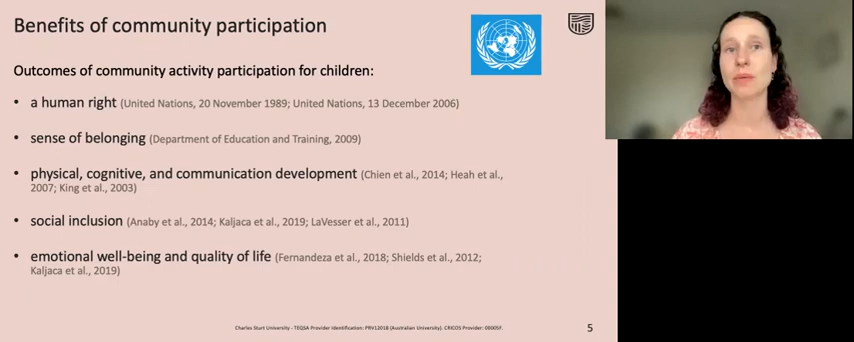 Benefits of community participation
Outcomes of community activity participation for children:
• a human right (United Nations, 20 November 1989; United Nations, 13 December 2006)
• sense of belonging (Department of Education and Training, 2009)
• physical, cognitive, and communication development (Chien et al., 2014; Heah et al.,
2007; King et al., 2003)
• social inclusion (Anaby et al., 2014; Kaljaca et al., 2019; LaVesser et al., 2011)
• emotional well-being and quality of life (Fernandeza et al., 2018; Shields et al., 2012;
Kaljaca et al., 2019)
Charles Sturt University - TEQSA Provider Identification: PRV12018 (Australian University). CRICOS Provider: 00005F.
5